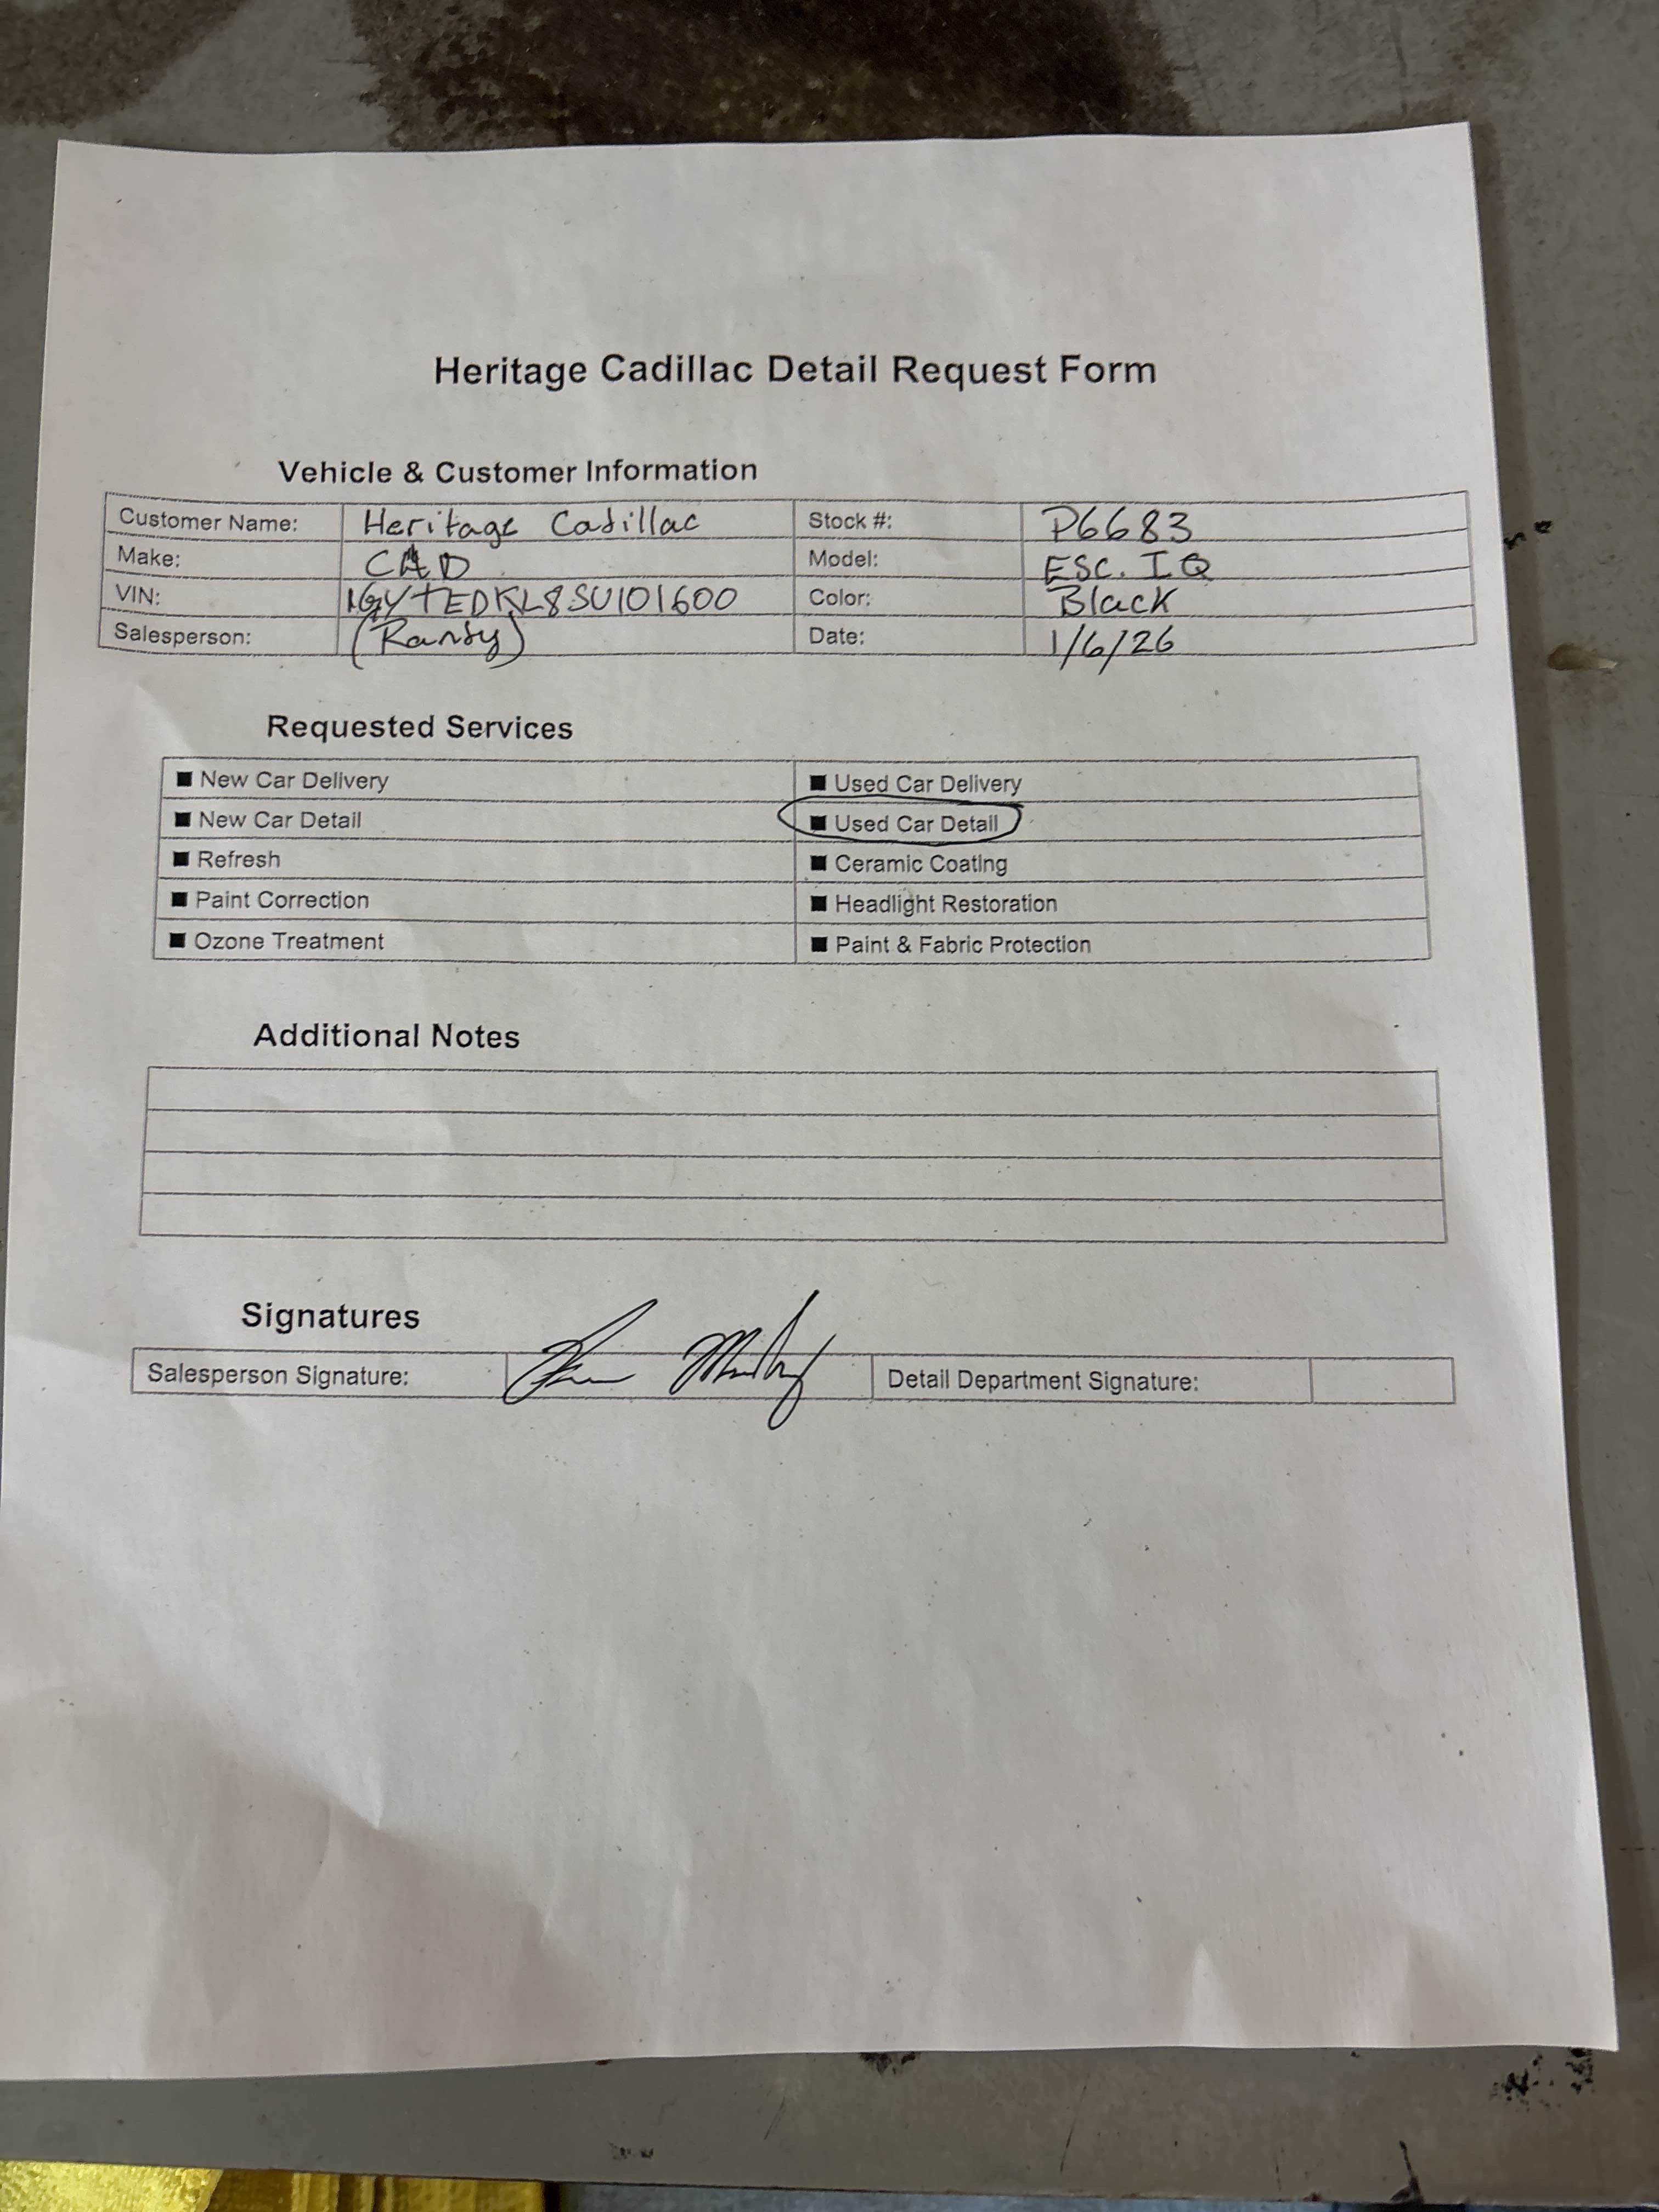 Heritage Cadillac Detail Request Form
Vehicle & Customer Information
Customer Name: Heritage Cadillac Stock #: P6683
Make: CAD Model: ESC. IQ
VIN: 1GYTEDKL8SU101600 Color: Black
Salesperson: (Randy) Date: 1/6/26
Requested Services
■ New Car Delivery ■ Used Car Delivery
■ New Car Detail ■ Used Car Detail
■ Refresh ■ Ceramic Coating
■ Paint Correction ■ Headlight Restoration
■ Ozone Treatment ■ Paint & Fabric Protection
Additional Notes
Signatures
Salesperson Signature: Detail Department Signature: